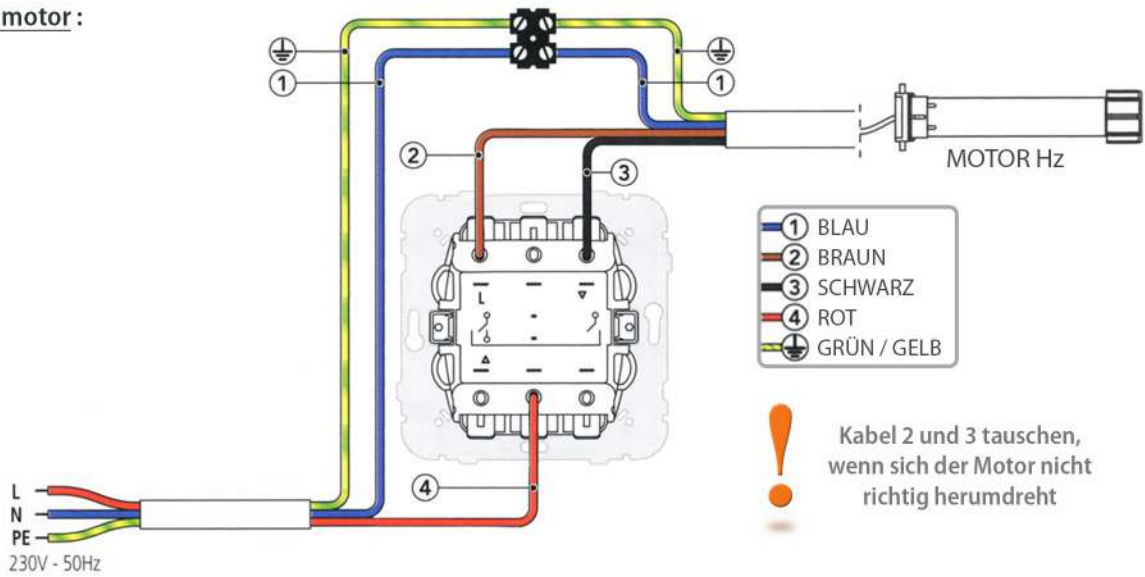 motor :
1
1
2
3
MOTOR Hz
L
1 BLAU
2 BRAUN
3 SCHWARZ
4 ROT
GRÜN / GELB
Kabel 2 und 3 tauschen,
wenn sich der Motor nicht
richtig herumdreht
4
L
N
PE
230V - 50Hz